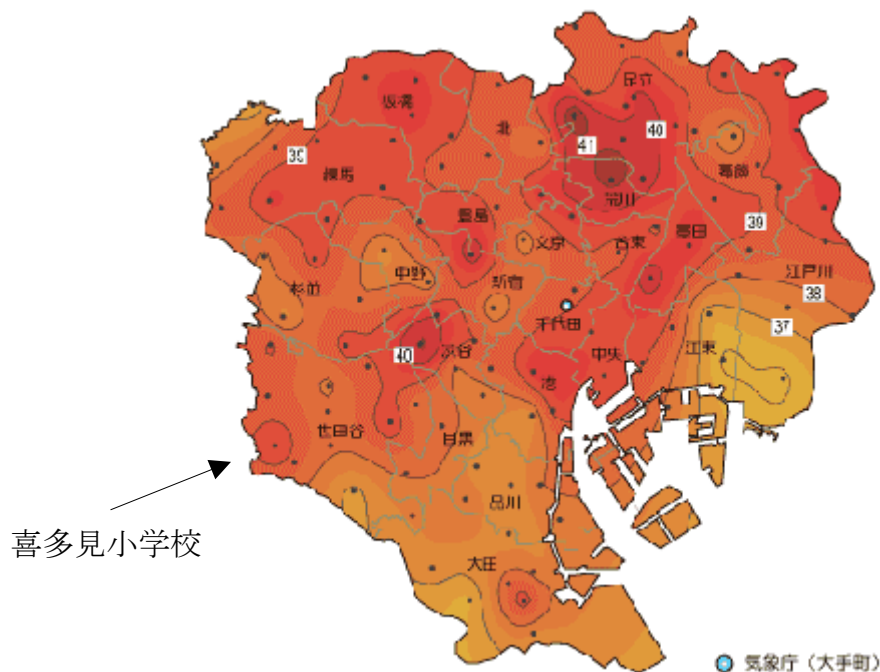 足立
板橋
北
41
40
39
葛飾
練馬
荒川
豊島
39
文京
台東
墨田
中野
江戸川
杉並
新宿
38
千代田
37
40
渋谷
中央
江東
港
世田谷
目黒
品川
喜多見小学校
大田
気象庁（大手町）